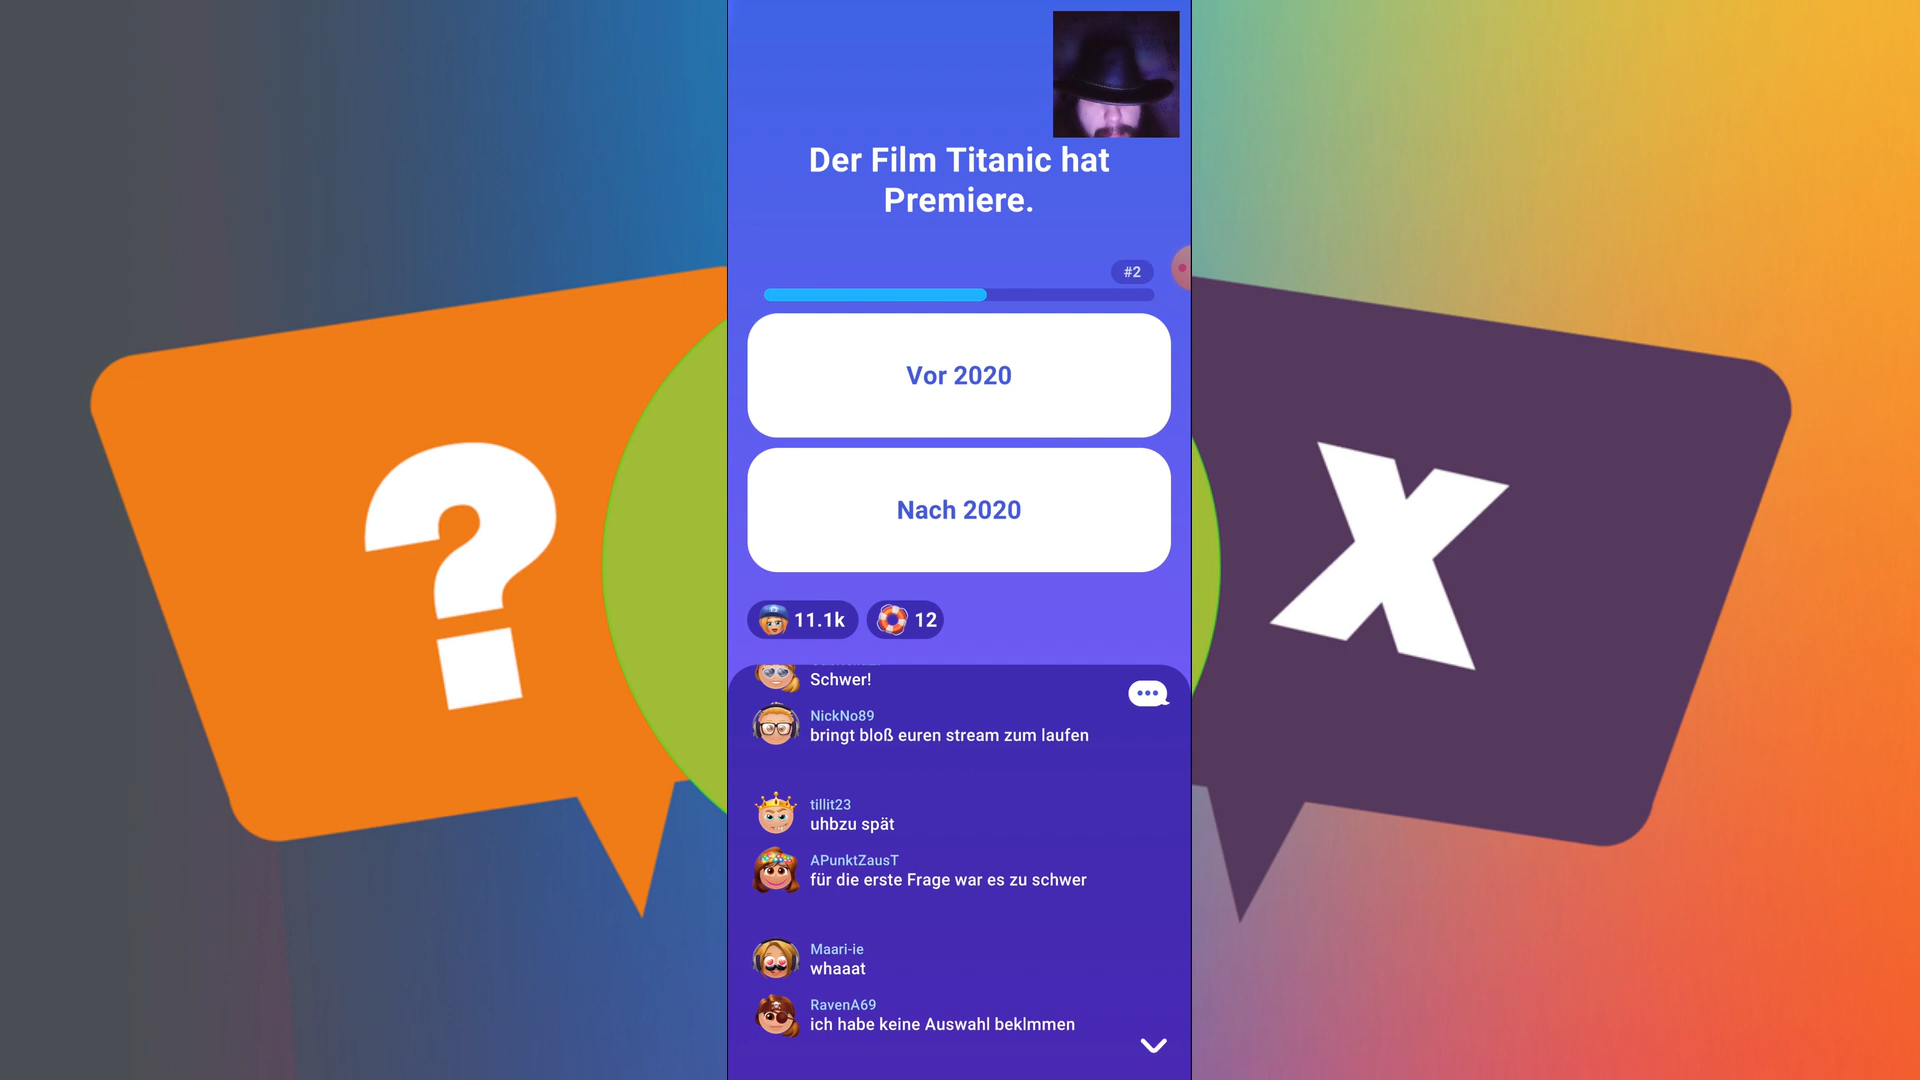 ?
X
Der Film Titanic hat
Premiere.
#2
Vor 2020
Nach 2020
11.1k
12
Schwer!
NickNo89
bringt bloß euren stream zum laufen
tillit23
uhbzu spät
APunktZausT
für die erste Frage war es zu schwer
Maari-ie
whaaat
RavenA69
ich habe keine Auswahl beklmmen